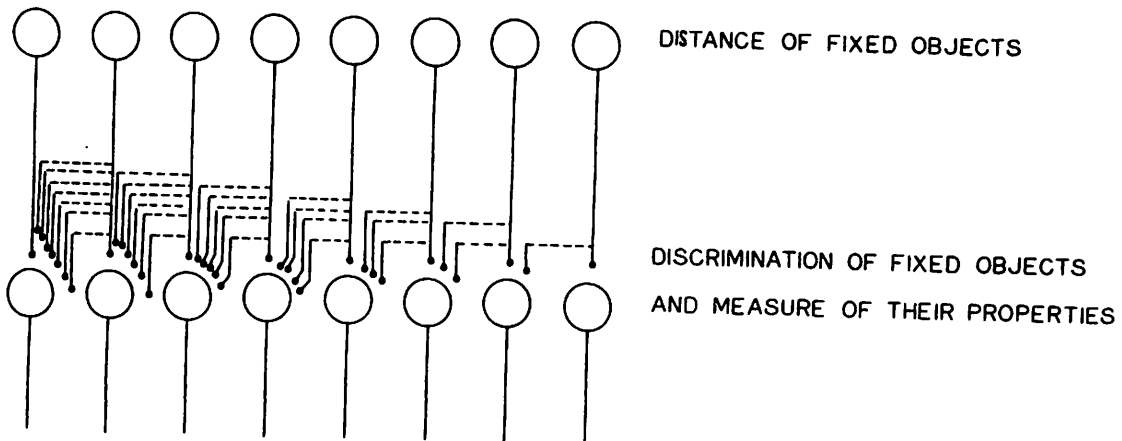 DISTANCE OF FIXED OBJECTS
DISCRIMINATION OF FIXED OBJECTS
AND MEASURE OF THEIR PROPERTIES